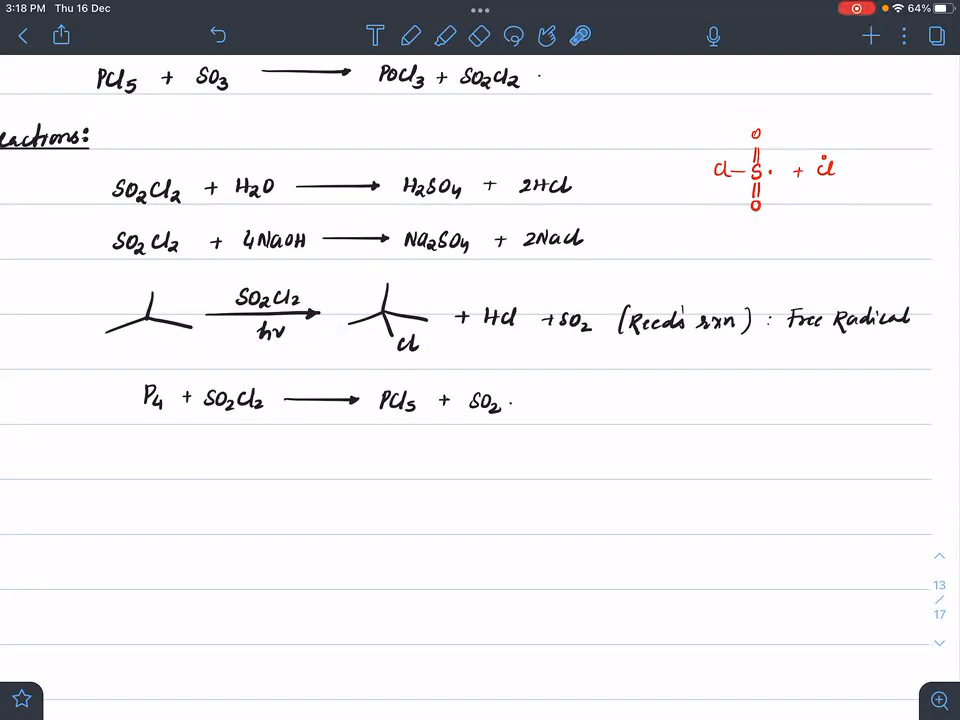 3:18 PM Thu 16 Dec
64%
PCl5 + SO3 ⟶ POCl3 + SO2Cl2 .
eactions:
SO2Cl2 + H2O ⟶ H2SO4 + 2HCl
O
Cl–S· + Cl
O
SO2Cl2 + 4NaOH ⟶ Na2SO4 + 2NaCl
SO2Cl2
hν
Cl
+ HCl + SO2 (Reed's rxn) : Free Radical
P4 + SO2Cl2 ⟶ PCl5 + SO2 .
13
/
17